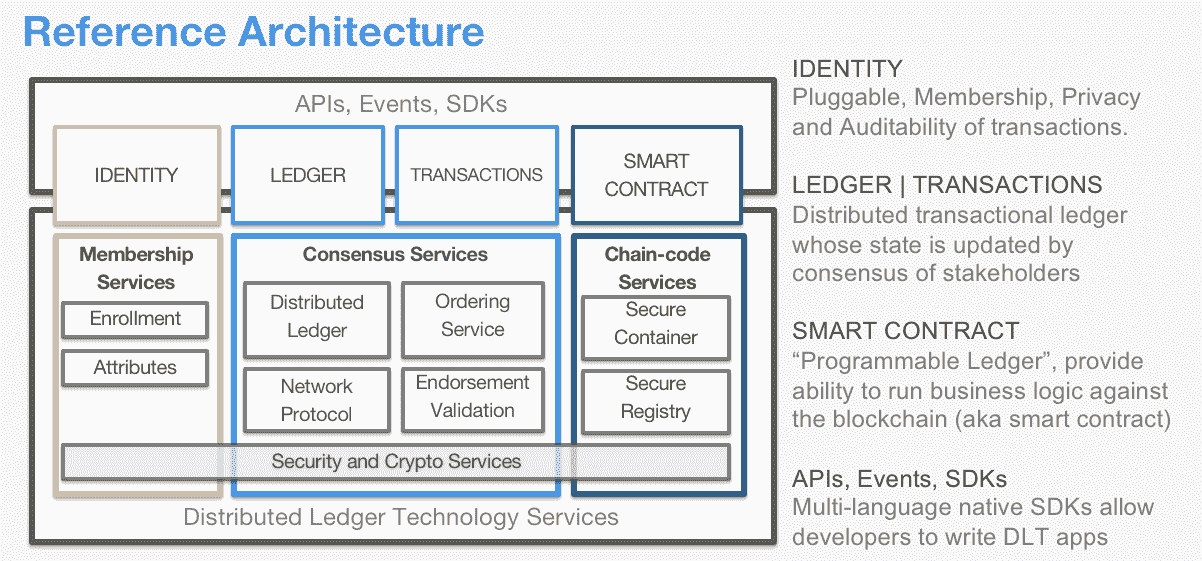 Reference Architecture
APIs, Events, SDKs
IDENTITY
LEDGER
TRANSACTIONS
SMART
CONTRACT
Membership
Services
Enrollment
Attributes
Consensus Services
Distributed
Ledger
Ordering
Service
Network
Protocol
Endorsement
Validation
Chain-code
Services
Secure
Container
Secure
Registry
Security and Crypto Services
Distributed Ledger Technology Services
IDENTITY
Pluggable, Membership, Privacy
and Auditability of transactions.
LEDGER | TRANSACTIONS
Distributed transactional ledger
whose state is updated by
consensus of stakeholders
SMART CONTRACT
“Programmable Ledger”, provide
ability to run business logic against
the blockchain (aka smart contract)
APIs, Events, SDKs
Multi-language native SDKs allow
developers to write DLT apps